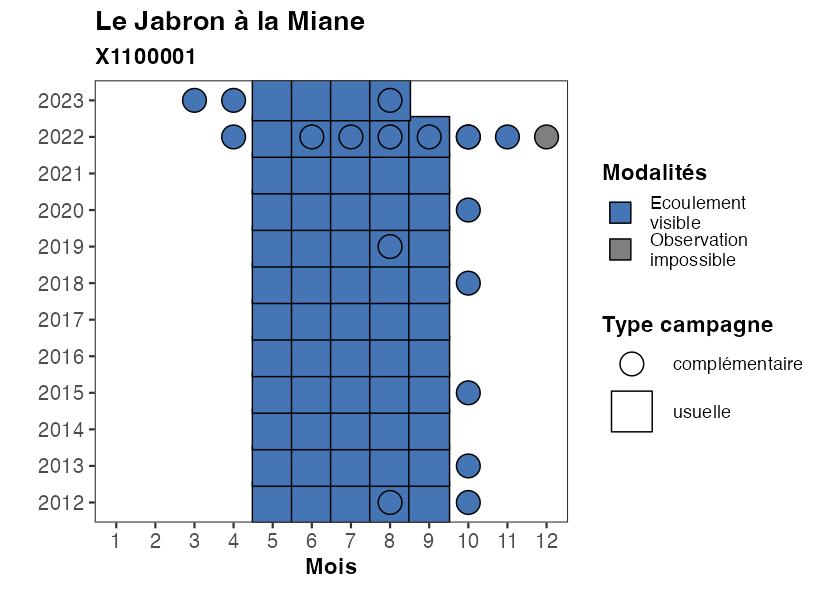 Le Jabron à la Miane
X1100001
2023
2022
2021
2020
2019
2018
2017
2016
2015
2014
2013
2012
1 2 3 4 5 6 7 8 9 10 11 12
Mois
Modalités
Ecoulement
visible
Observation
impossible
Type campagne
complémentaire
usuelle